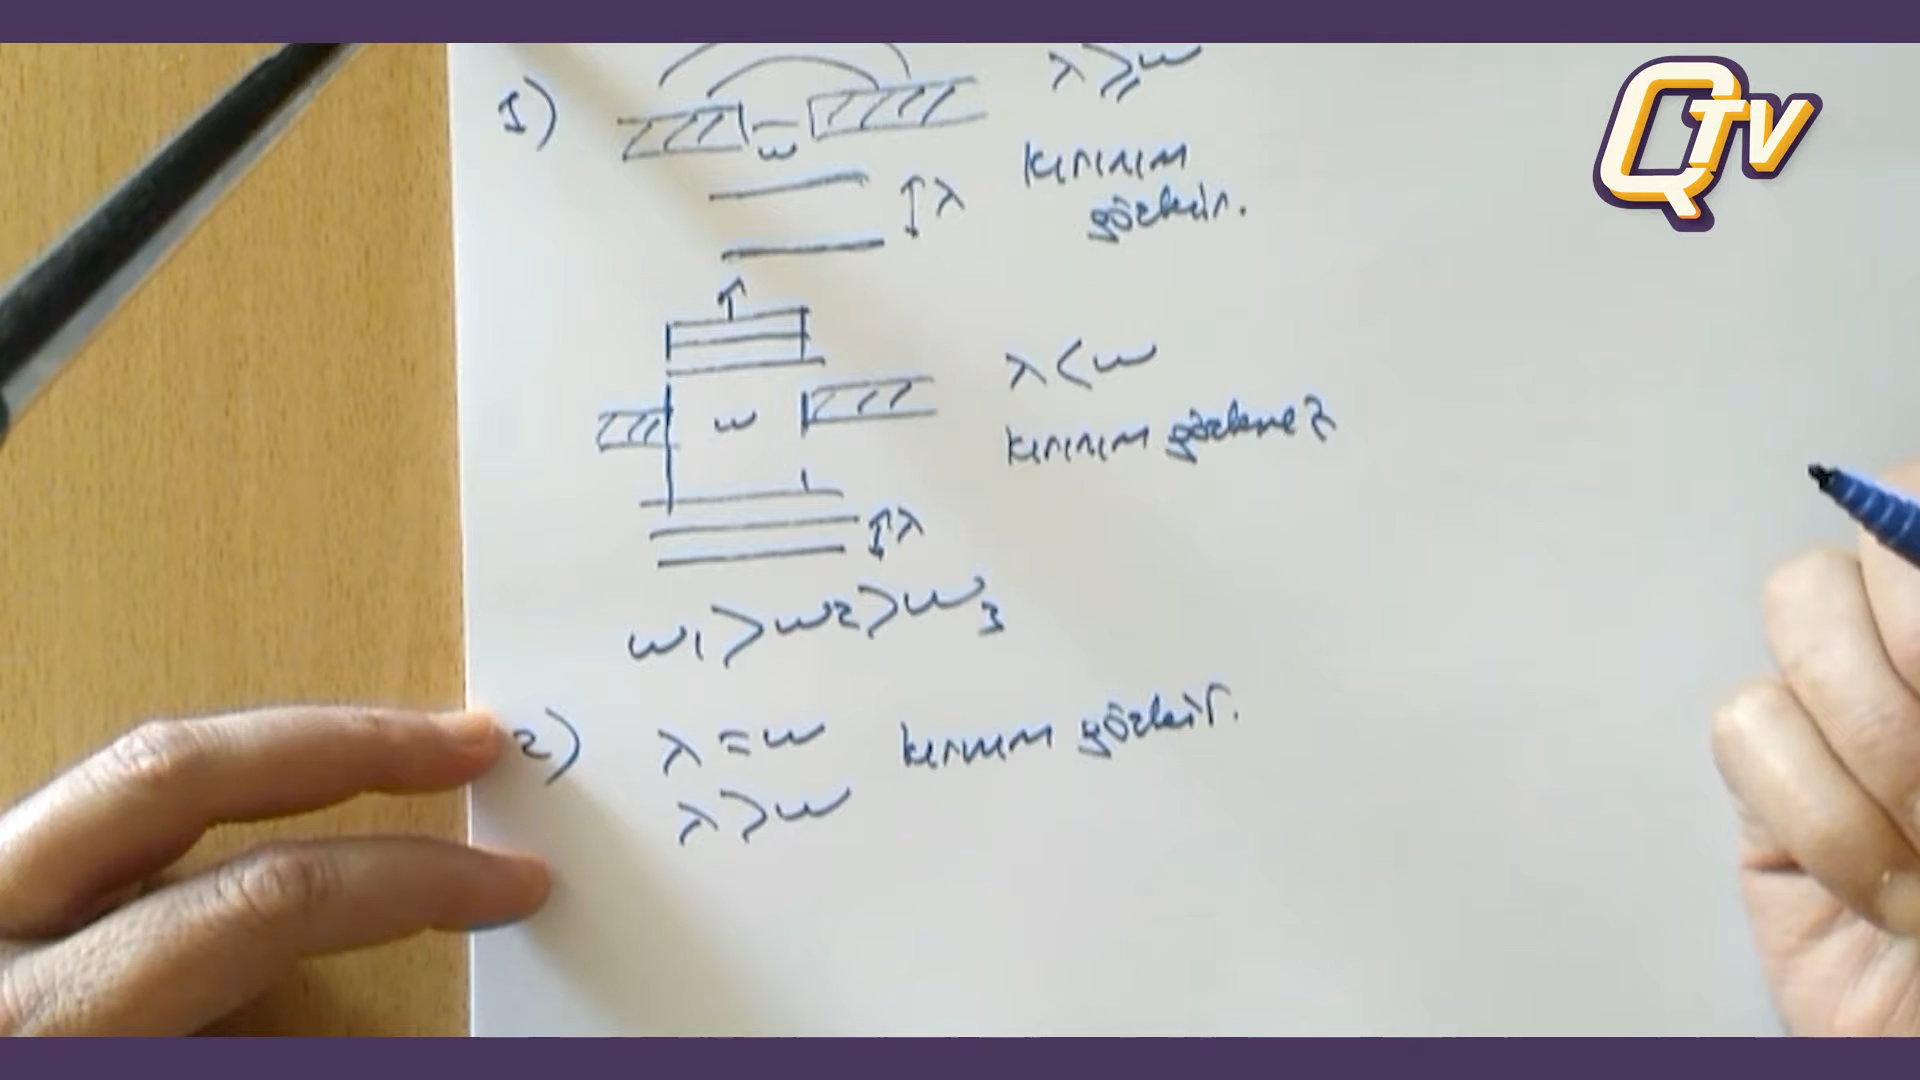 QTV
1)
λ ≥ w
w
kırınım
gözlenir.
λ
λ < w
w
kırınım gözlenmez
λ
w1 > w2 > w3
2) λ = w kırınım gözlenir.
λ > w